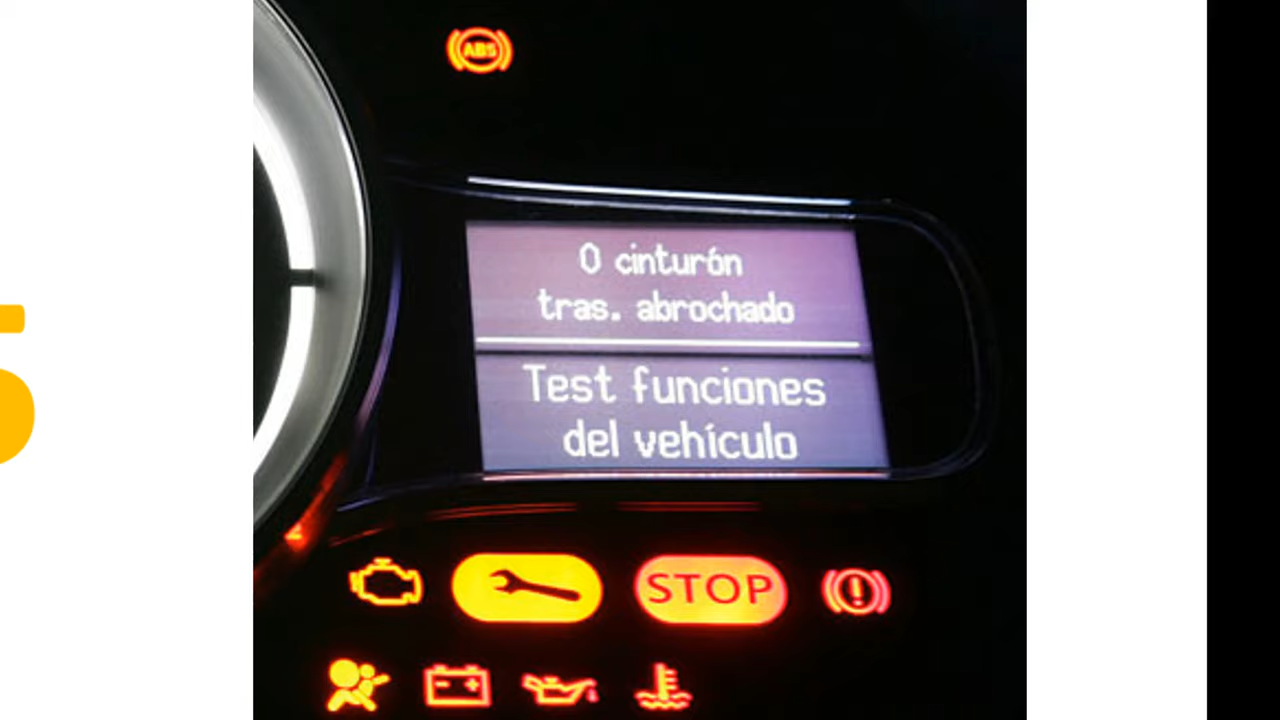 ABS
0 cinturón
tras. abrochado
Test funciones
del vehículo
STOP